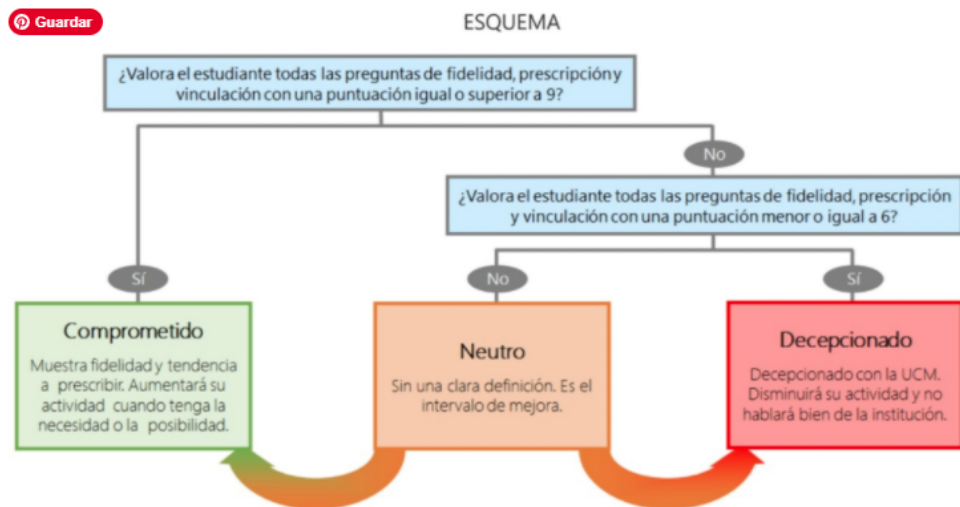 Guardar
ESQUEMA
¿Valora el estudiante todas las preguntas de fidelidad, prescripción y
vinculación con una puntuación igual o superior a 9?
No
¿Valora el estudiante todas las preguntas de fidelidad, prescripción
y vinculación con una puntuación menor o igual a 6?
Sí
No
Sí
Comprometido
Muestra fidelidad y tendencia
a prescribir. Aumentará su
actividad cuando tenga la
necesidad o la posibilidad.
Neutro
Sin una clara definición. Es el
intervalo de mejora.
Decepcionado
Decepcionado con la UCM.
Disminuirá su actividad y no
hablará bien de la institución.